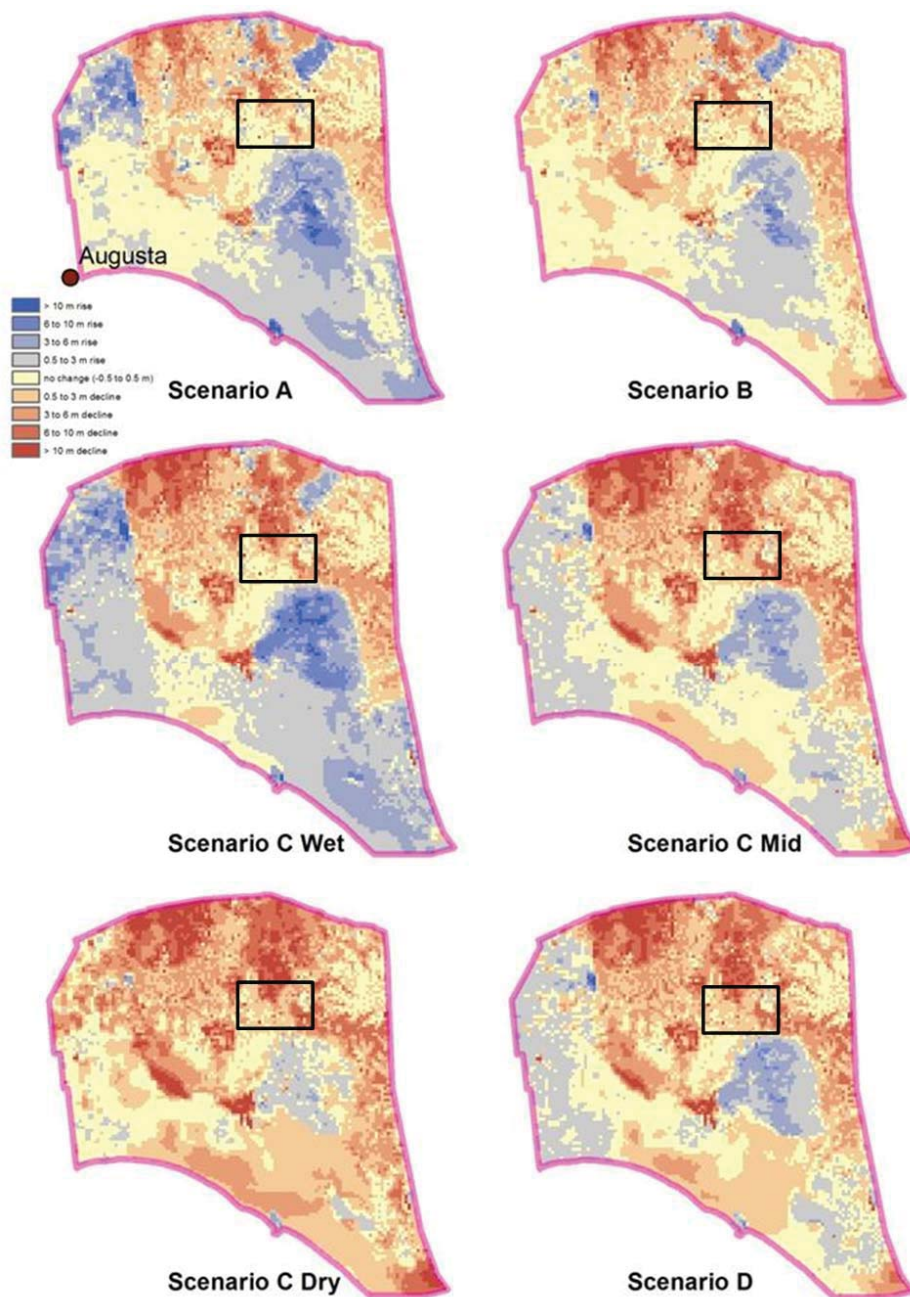 Augusta
> 10 m rise
6 to 10 m rise
3 to 6 m rise
0.5 to 3 m rise
no change (-0.5 to 0.5 m)
0.5 to 3 m decline
3 to 6 m decline
6 to 10 m decline
> 10 m decline
Scenario A
Scenario B
Scenario C Wet
Scenario C Mid
Scenario C Dry
Scenario D